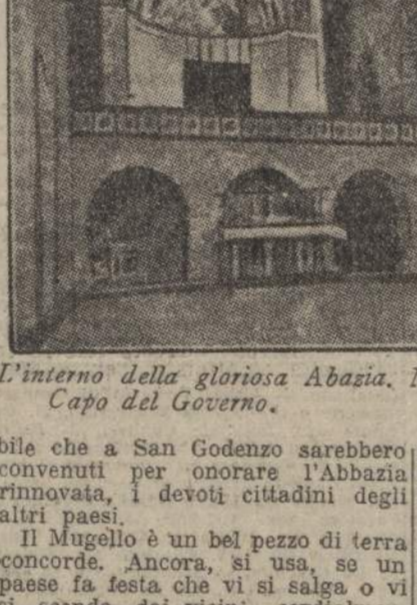 L'interno della gloriosa Abazia.
Capo del Governo.
bile che a San Godenzo sarebbero
convenuti per onorare l'Abbazia
rinnovata, i devoti cittadini degli
altri paesi.
Il Mugello è un bel pezzo di terra
concorde. Ancora, si usa, se un
paese fa festa che vi si salga o vi